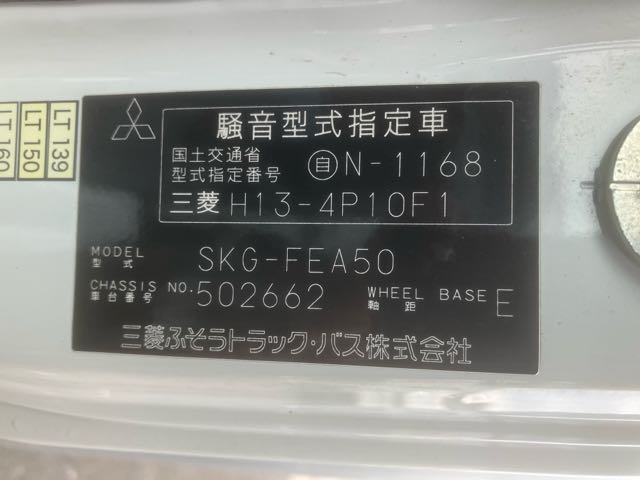 騒音型式指定車
国土交通省
型式指定番号 自N-1168
三菱 H13-4P10F1
MODEL
型式 SKG-FEA50
CHASSIS NO.
車台番号 502662
WHEEL BASE
軸距 E
三菱ふそうトラック・バス株式会社
LT 139
LT 150
LT 160